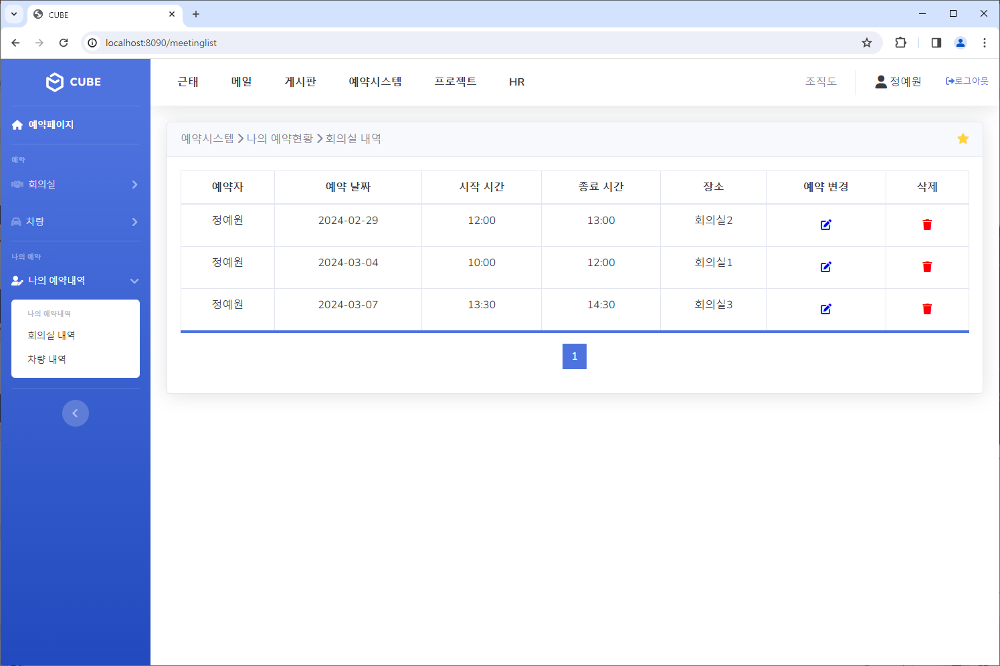 CUBE
localhost:8090/meetinglist
CUBE
근태 메일 게시판 예약시스템 프로젝트 HR
조직도 정예원 로그아웃
예약페이지
예약
회의실
차량
나의 예약
나의 예약내역
나의 예약내역
회의실 내역
차량 내역
예약시스템 나의 예약현황 회의실 내역
예약자 예약 날짜 시작 시간 종료 시간 장소 예약 변경 삭제
정예원 2024-02-29 12:00 13:00 회의실2
정예원 2024-03-04 10:00 12:00 회의실1
정예원 2024-03-07 13:30 14:30 회의실3
1